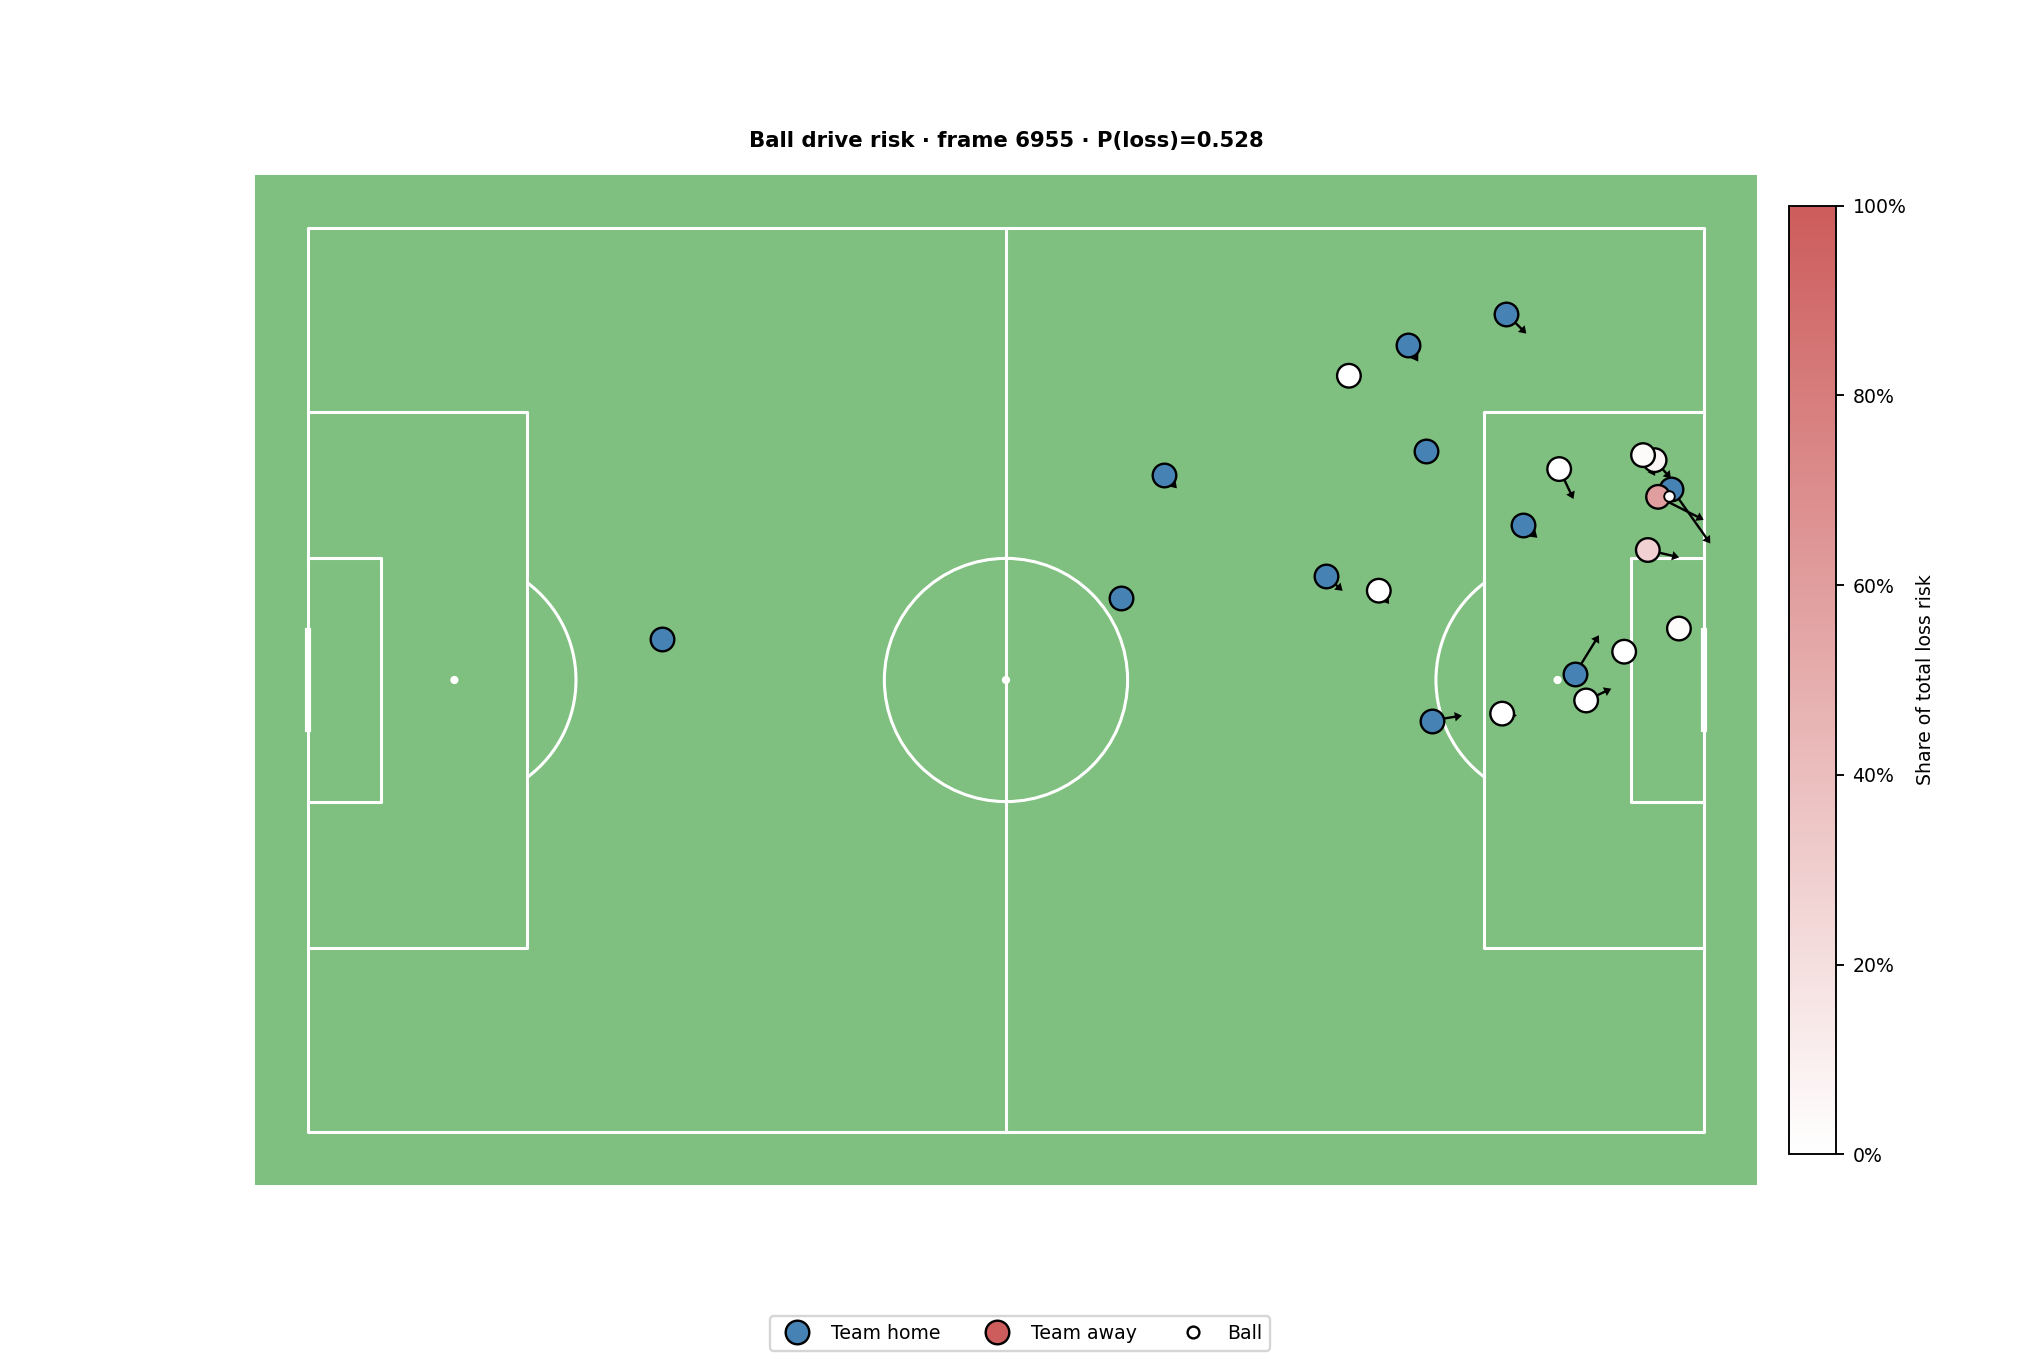 Ball drive risk · frame 6955 · P(loss)=0.528
100%
80%
60%
40%
20%
0%
Share of total loss risk
Team home
Team away
Ball